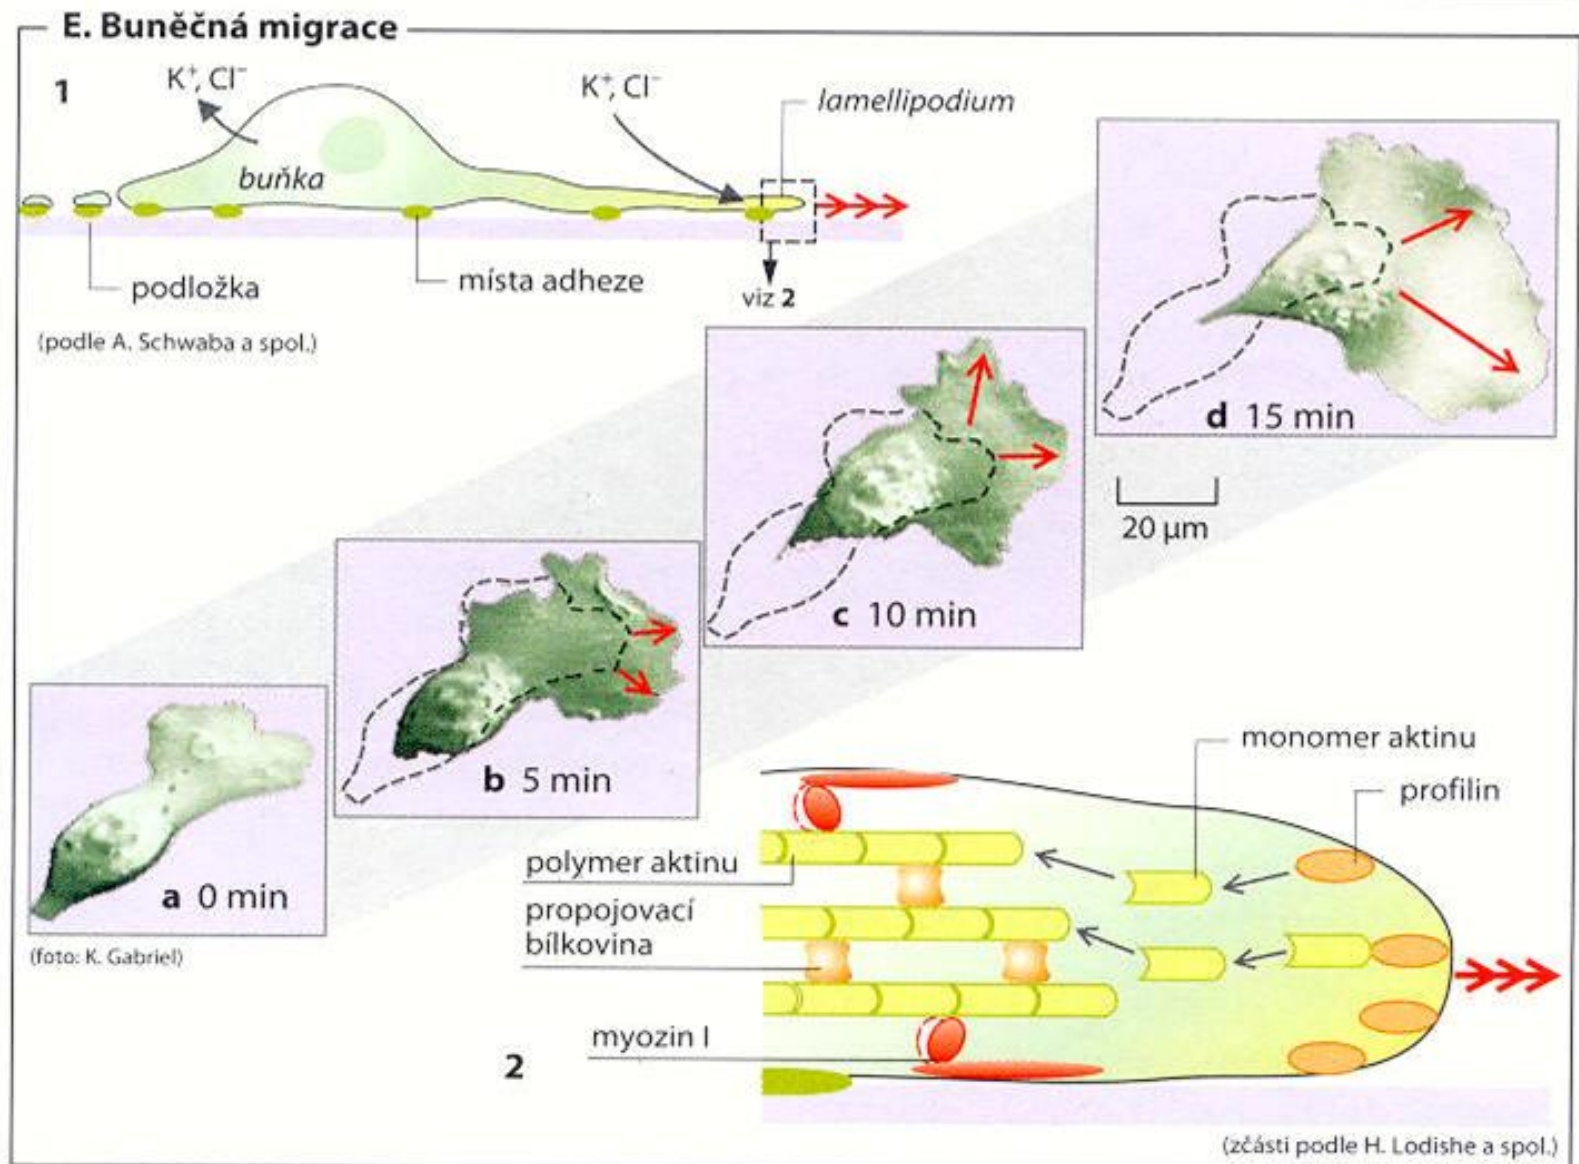 E. Buněčná migrace
1
K⁺, Cl⁻
K⁺, Cl⁻
lamellipodium
buňka
podložka
místa adheze
viz 2
(podle A. Schwaba a spol.)
d 15 min
20 µm
c 10 min
b 5 min
a 0 min
(foto: K. Gabriel)
monomer aktinu
profilin
polymer aktinu
propojovací
bílkovina
myozin I
2
(zčásti podle H. Lodishe a spol.)